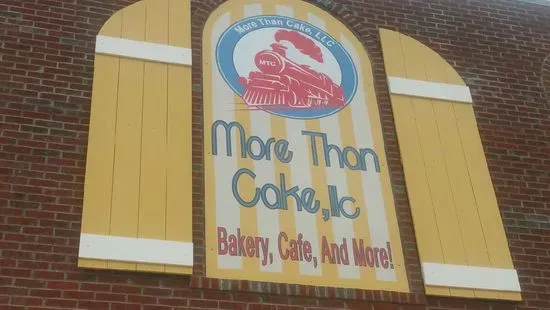 More Than Cake, LLC
MTC
More Than
Cake,llc
Bakery, Cafe, And More!